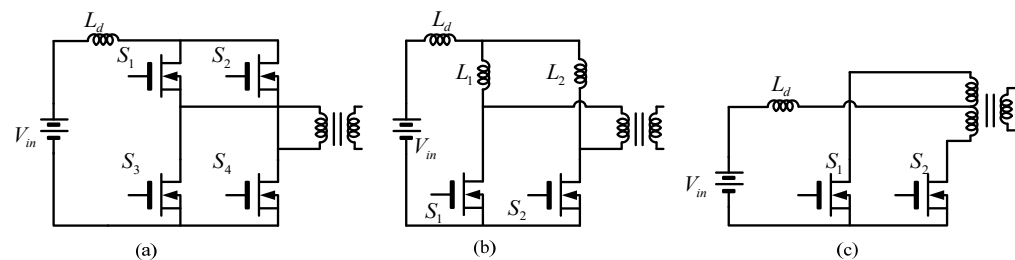 L_d
S_1
S_2
V_in
S_3
S_4
(a)
L_d
L_1
L_2
V_in
S_1
S_2
(b)
L_d
S_1
S_2
V_in
(c)